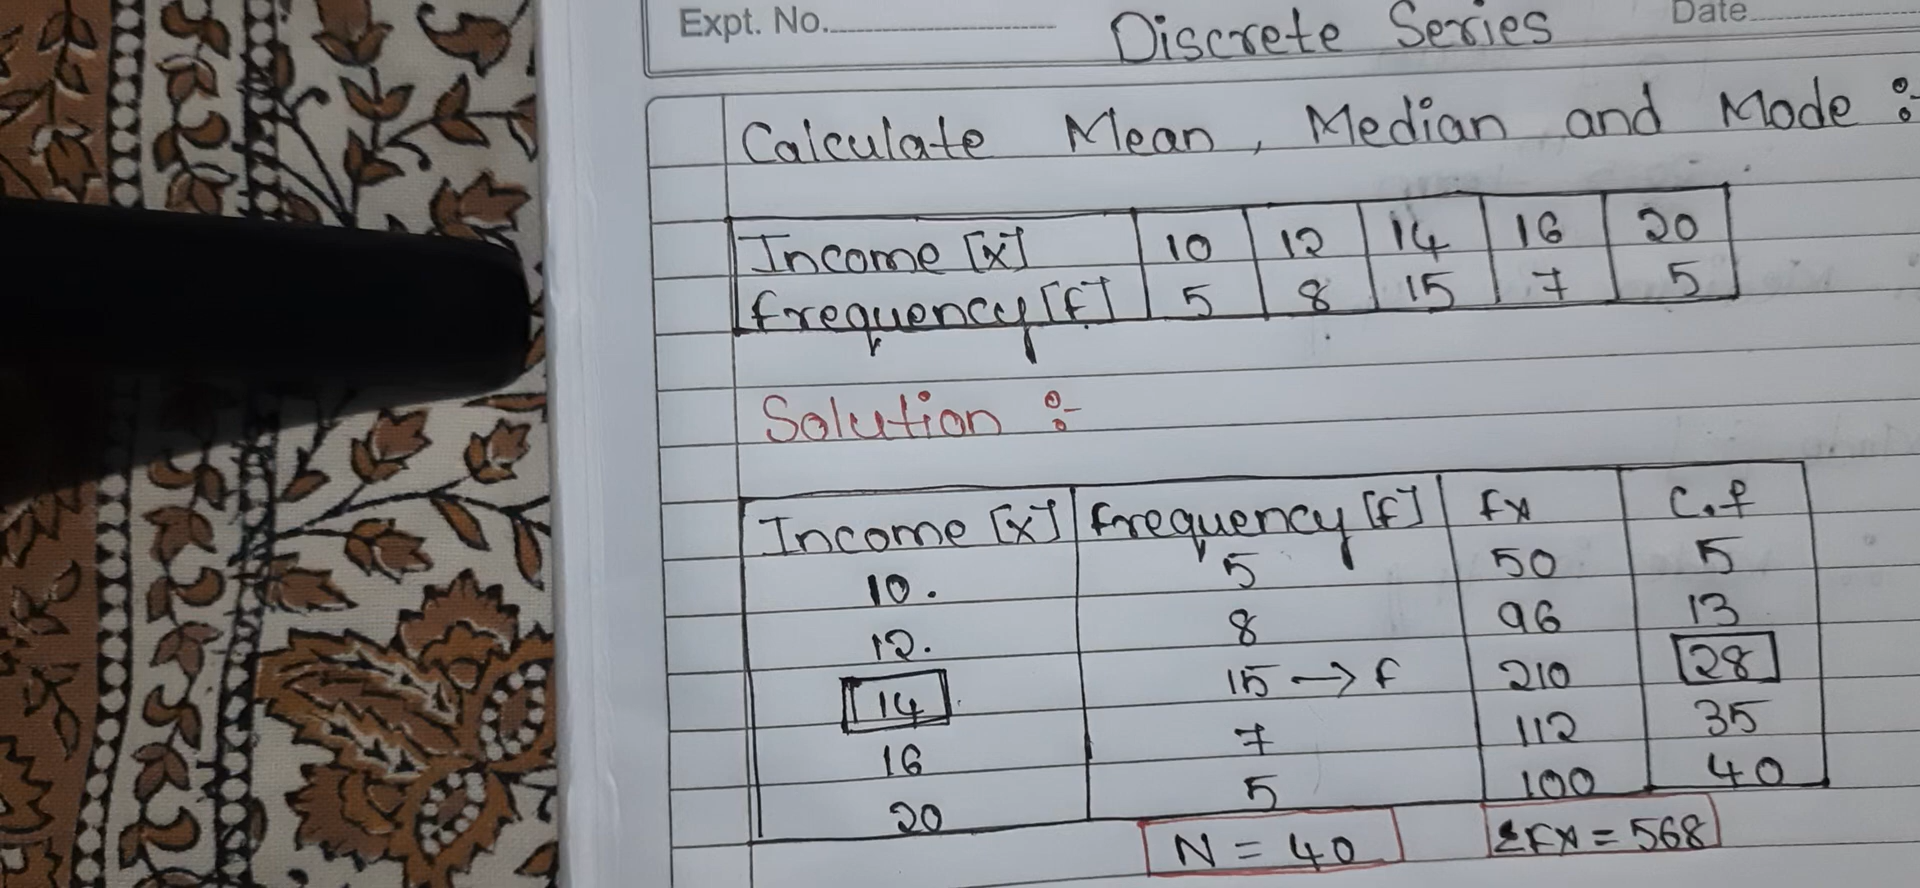 Expt. No.
Discrete Series
Date
Calculate Mean, Median and Mode :-
Income [x] 10 12 14 16 20
frequency [f] 5 8 15 7 5
Solution :-
Income [x] frequency [f] fx C.f
10. 5 50 5
12. 8 96 13
14 15 → f 210 28
16 7 112 35
20 5 100 40
N = 40 Σfx = 568